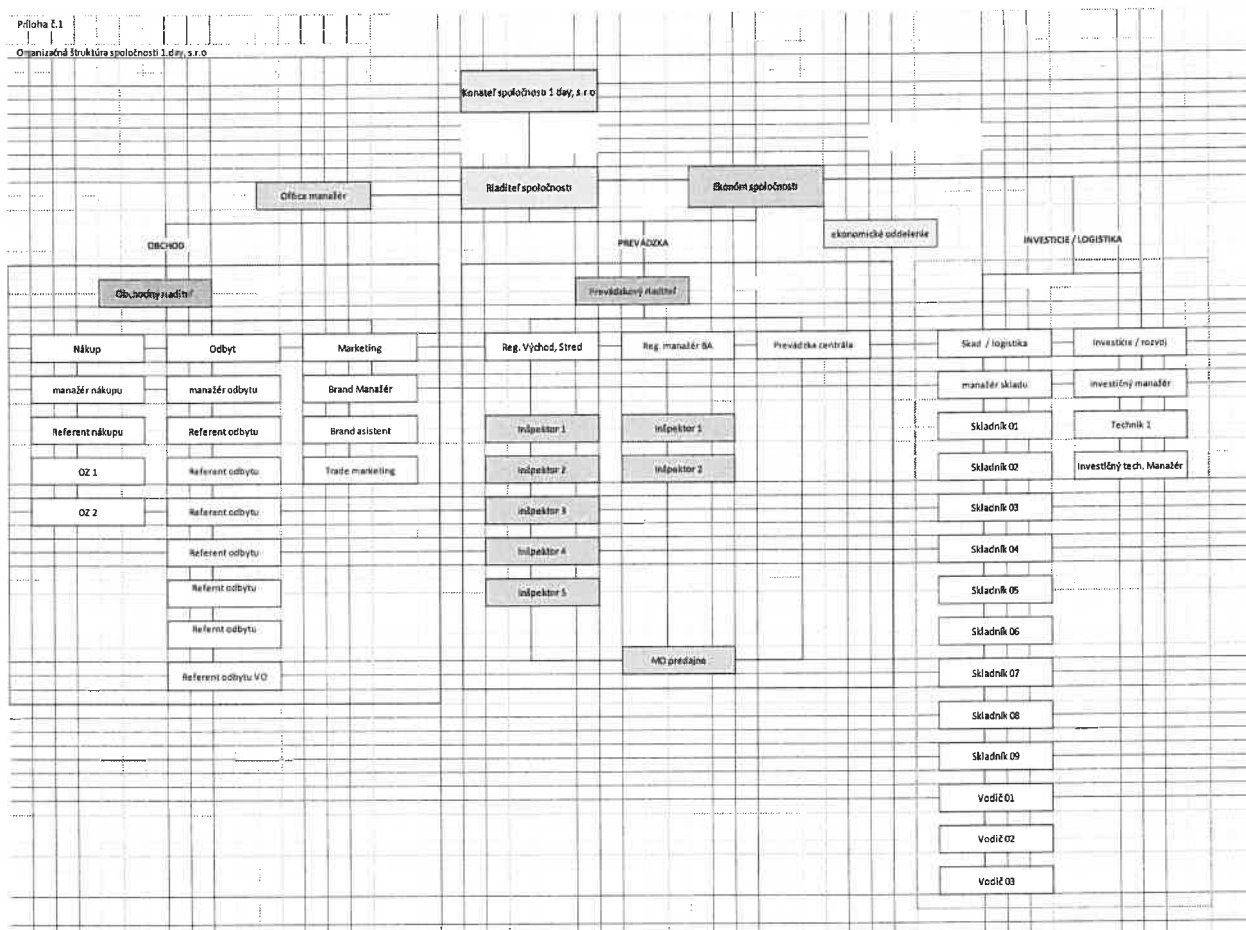 Príloha č.1
Organizačná štruktúra spoločnosti 1.day, s.r.o
Konateľ spoločnosti 1 day, s.r.o
Riaditeľ spoločnosti
Ekonóm spoločnosti
Office manažér
ekonomické oddelenie
OBCHOD
PREVÁDZKA
INVESTICIE / LOGISTIKA
Obchodný riaditeľ
Prevádzkový riaditeľ
Nákup
Odbyt
Marketing
Reg. Východ, Stred
Reg. manažér BA
Prevádzka centrála
Sklad / logistika
Investície / rozvoj
manažér nákupu
manažér odbytu
Brand Manažér
manažér skladu
investičný manažér
Referent nákupu
Referent odbytu
Brand asistent
Inšpektor 1
Inšpektor 1
Skladník 01
Technik 1
OZ 1
Referent odbytu
Trade marketing
Inšpektor 2
Inšpektor 2
Skladník 02
Investičný tech. Manažér
OZ 2
Referent odbytu
Inšpektor 3
Skladník 03
Referent odbytu
Inšpektor 4
Skladník 04
Refernt odbytu
Inšpektor 5
Skladník 05
Refernt odbytu
Skladník 06
MO predajne
Referent odbytu VO
Skladník 07
Skladník 08
Skladník 09
Vodič 01
Vodič 02
Vodič 03